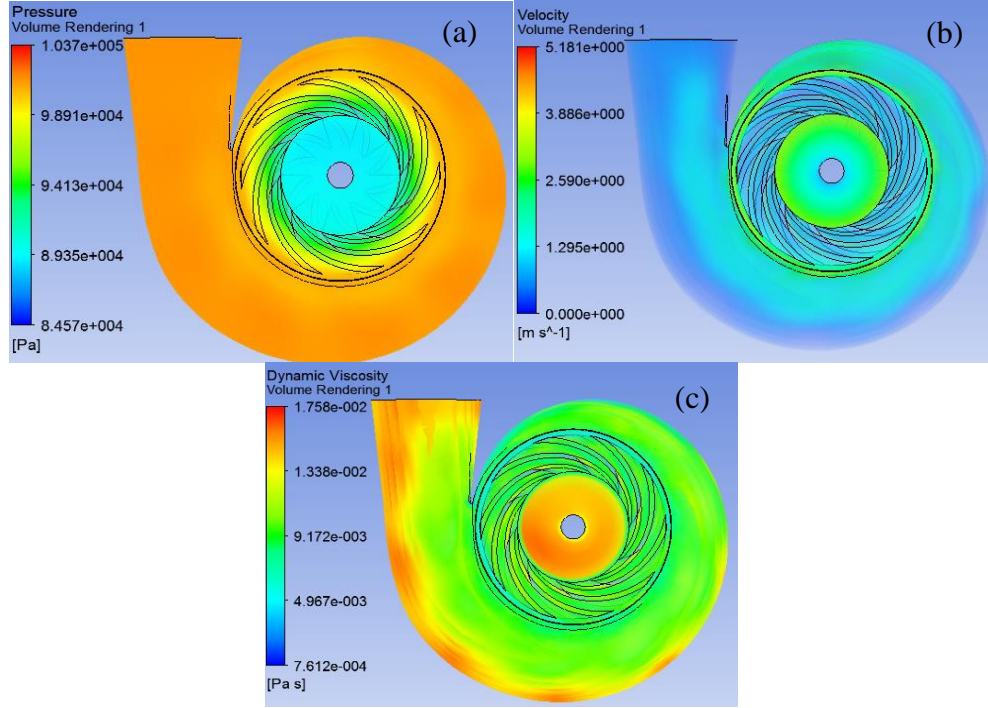 Pressure
Volume Rendering 1
(a)
1.037e+005
9.891e+004
9.413e+004
8.935e+004
8.457e+004
[Pa]
Velocity
Volume Rendering 1
(b)
5.181e+000
3.886e+000
2.590e+000
1.295e+000
0.000e+000
[m s^-1]
Dynamic Viscosity
Volume Rendering 1
(c)
1.758e-002
1.338e-002
9.172e-003
4.967e-003
7.612e-004
[Pa s]